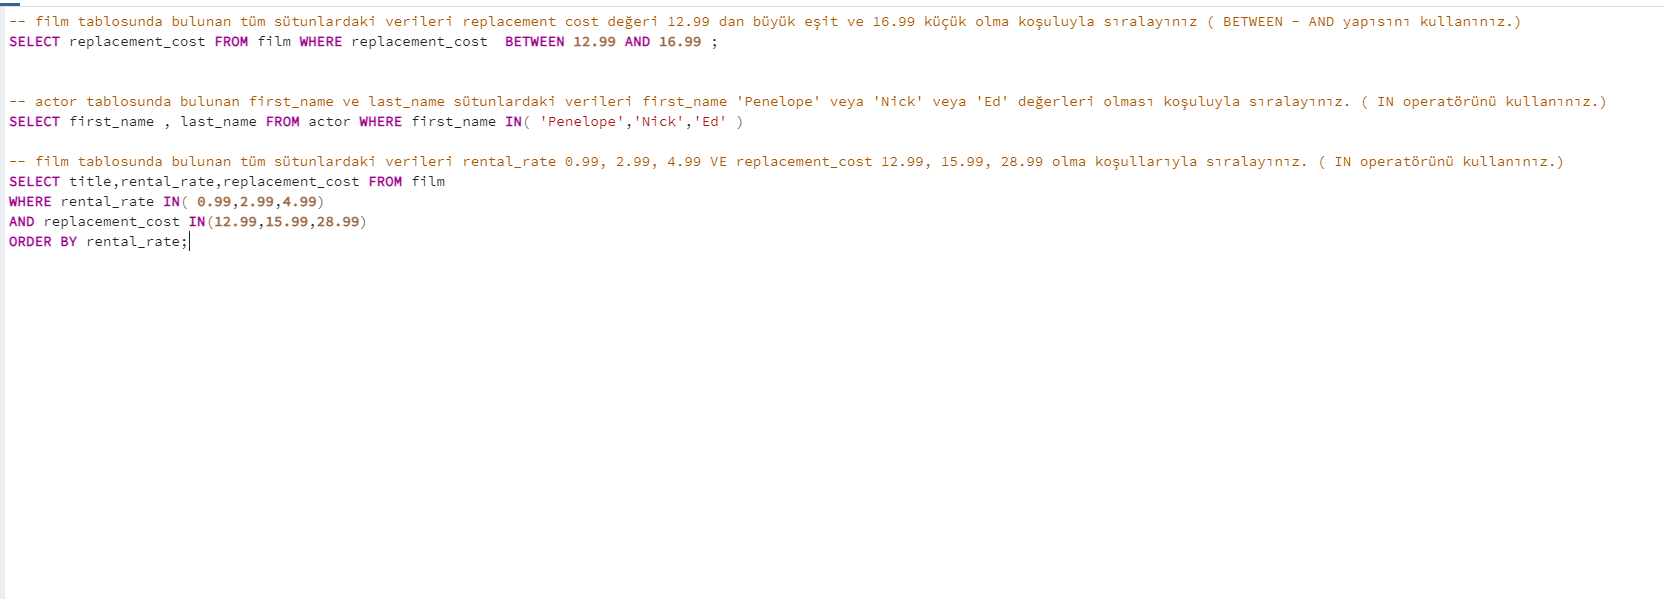 -- film tablosunda bulunan tüm sütunlardaki verileri replacement cost değeri 12.99 dan büyük eşit ve 16.99 küçük olma koşuluyla sıralayınız ( BETWEEN - AND yapısını kullanınız.)
SELECT replacement_cost FROM film WHERE replacement_cost  BETWEEN 12.99 AND 16.99 ;
-- actor tablosunda bulunan first_name ve last_name sütunlardaki verileri first_name 'Penelope' veya 'Nick' veya 'Ed' değerleri olması koşuluyla sıralayınız. ( IN operatörünü kullanınız.)
SELECT first_name , last_name FROM actor WHERE first_name IN( 'Penelope','Nick','Ed' )
-- film tablosunda bulunan tüm sütunlardaki verileri rental_rate 0.99, 2.99, 4.99 VE replacement_cost 12.99, 15.99, 28.99 olma koşullarıyla sıralayınız. ( IN operatörünü kullanınız.)
SELECT title,rental_rate,replacement_cost FROM film
WHERE rental_rate IN( 0.99,2.99,4.99)
AND replacement_cost IN(12.99,15.99,28.99)
ORDER BY rental_rate;